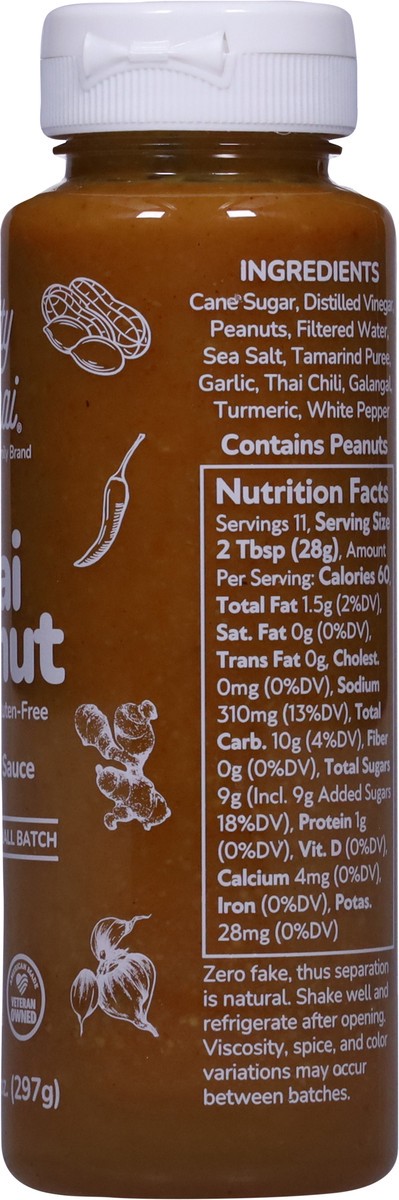 ty
ai®
ily Brand
ai
nut
uten-Free
Sauce
ALL BATCH
VETERAN
OWNED
z. (297g)
INGREDIENTS
Cane Sugar, Distilled Vinegar,
Peanuts, Filtered Water,
Sea Salt, Tamarind Puree,
Garlic, Thai Chili, Galangal,
Turmeric, White Pepper
Contains Peanuts
Nutrition Facts
Servings 11, Serving Size
2 Tbsp (28g), Amount
Per Serving: Calories 60,
Total Fat 1.5g (2%DV),
Sat. Fat 0g (0%DV),
Trans Fat 0g, Cholest.
0mg (0%DV), Sodium
310mg (13%DV), Total
Carb. 10g (4%DV), Fiber
0g (0%DV), Total Sugars
9g (Incl. 9g Added Sugars
18%DV), Protein 1g
(0%DV), Vit. D (0%DV),
Calcium 4mg (0%DV),
Iron (0%DV), Potas.
28mg (0%DV)
Zero fake, thus separation
is natural. Shake well and
refrigerate after opening.
Viscosity, spice, and color
variations may occur
between batches.